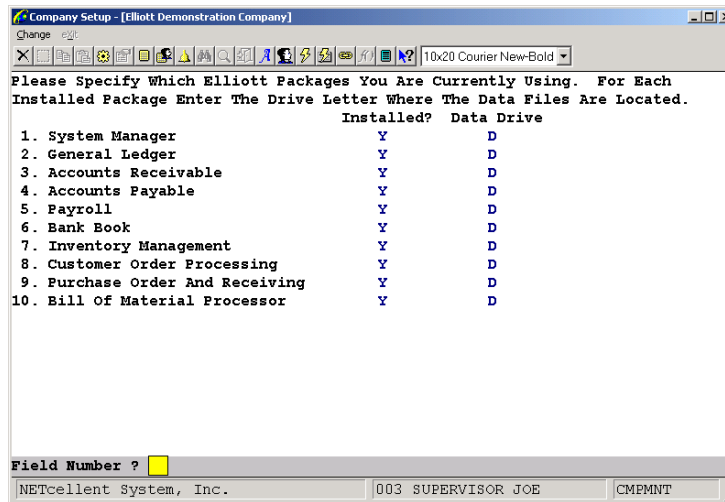 Company Setup - [Elliott Demonstration Company]
Change exit
10x20 Courier New-Bold
Please Specify Which Elliott Packages You Are Currently Using. For Each
Installed Package Enter The Drive Letter Where The Data Files Are Located.
Installed? Data Drive
1. System Manager Y D
2. General Ledger Y D
3. Accounts Receivable Y D
4. Accounts Payable Y D
5. Payroll Y D
6. Bank Book Y D
7. Inventory Management Y D
8. Customer Order Processing Y D
9. Purchase Order And Receiving Y D
10. Bill Of Material Processor Y D
Field Number ?
NETcellent System, Inc. 003 SUPERVISOR JOE CMPMNT